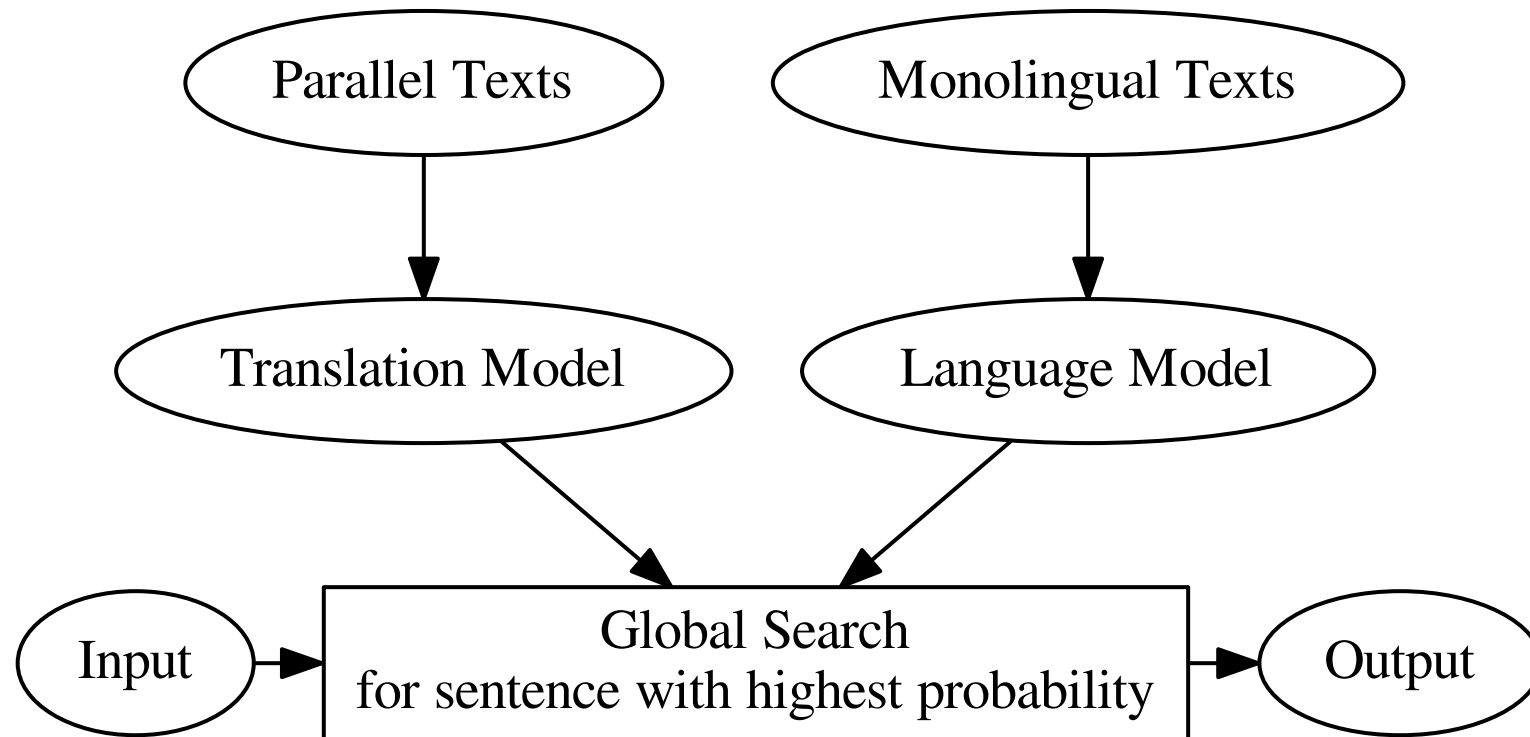 Parallel Texts
Monolingual Texts
Translation Model
Language Model
Input
Global Search
for sentence with highest probability
Output